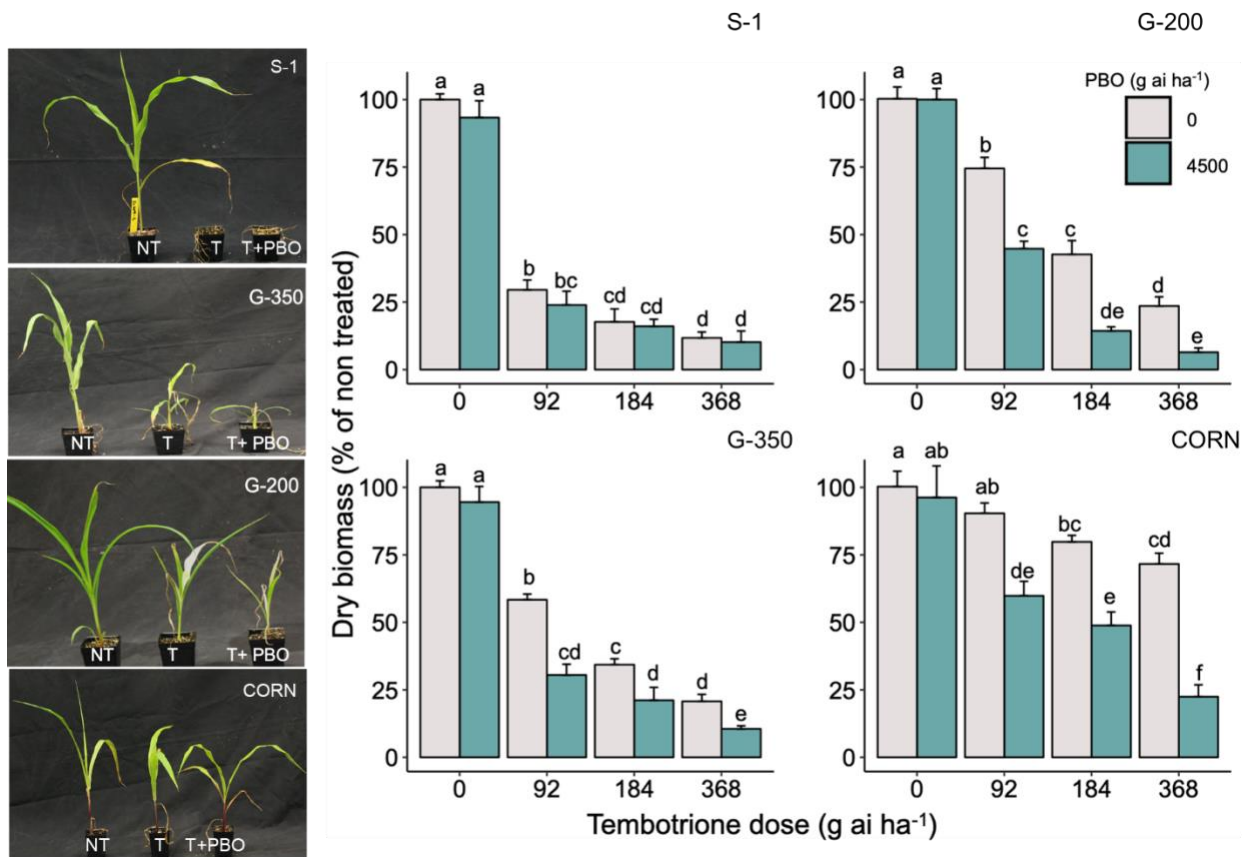 S-1
NT T T+PBO
G-350
NT T T+ PBO
G-200
NT T T+ PBO
CORN
NT T T+PBO
Dry biomass (% of non treated)
S-1
100
75
50
25
0
a a b bc cd cd d d
0 92 184 368
G-200
PBO (g ai ha⁻¹)
0
4500
100
75
50
25
0
a a b c c de d e
0 92 184 368
G-350
100
75
50
25
0
a a b cd c d d e
0 92 184 368
CORN
100
75
50
25
0
a ab ab de bc e cd f
0 92 184 368
Tembotrione dose (g ai ha⁻¹)